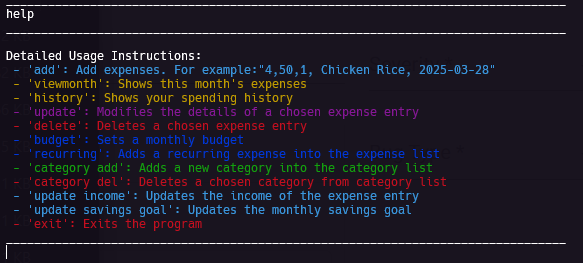 help
Detailed Usage Instructions:
- 'add': Add expenses. For example:"4,50,1, Chicken Rice, 2025-03-28"
- 'viewmonth': Shows this month's expenses
- 'history': Shows your spending history
- 'update': Modifies the details of a chosen expense entry
- 'delete': Deletes a chosen expense entry
- 'budget': Sets a monthly budget
- 'recurring': Adds a recurring expense into the expense list
- 'category add': Adds a new category into the category list
- 'category del': Deletes a chosen category from category list
- 'update income': Updates the income of the expense entry
- 'update savings goal': Updates the monthly savings goal
- 'exit': Exits the program